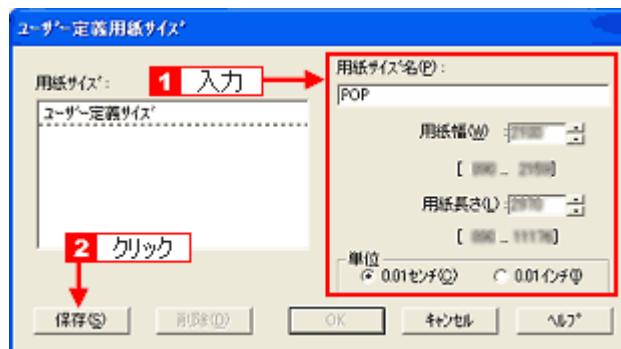 ユーザー定義用紙サイズ
用紙サイズ:
1 入力
用紙サイズ名(P):
POP
ユーザー定義サイズ
用紙幅(W) :
用紙長さ(L) :
2 クリック
単位
0.01センチ(C) 0.01インチ(I)
保存(S) 削除(D) OK キャンセル ヘルプ